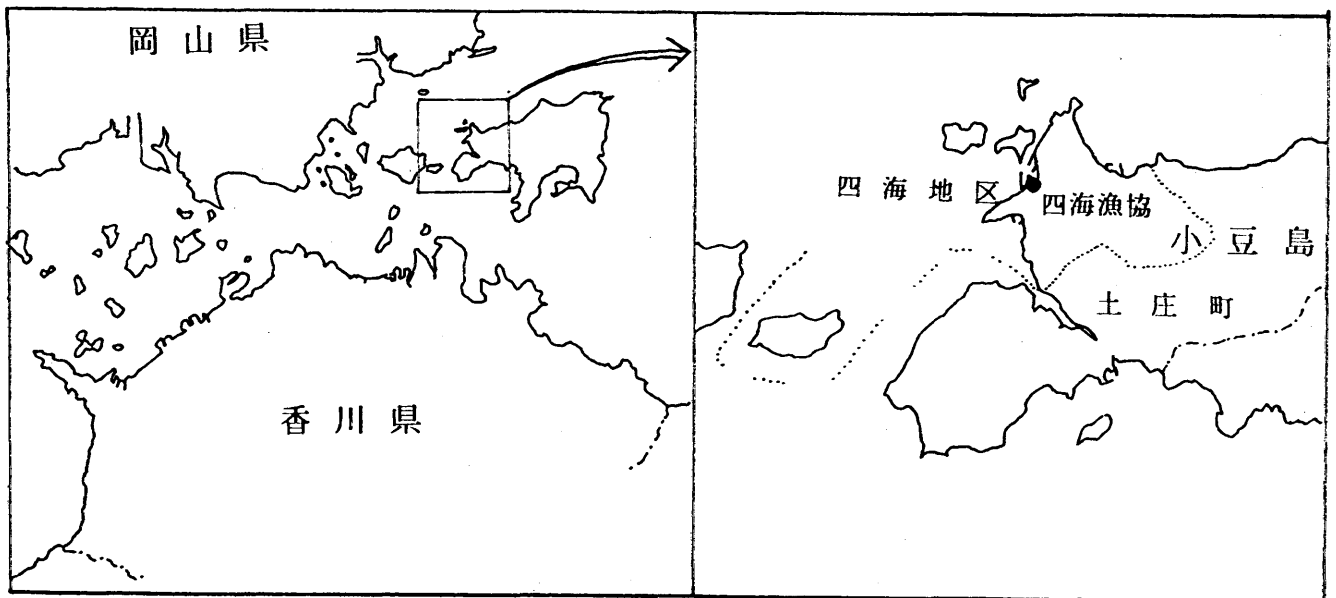 岡山県
香川県
四海地区
四海漁協
小豆島
土庄町